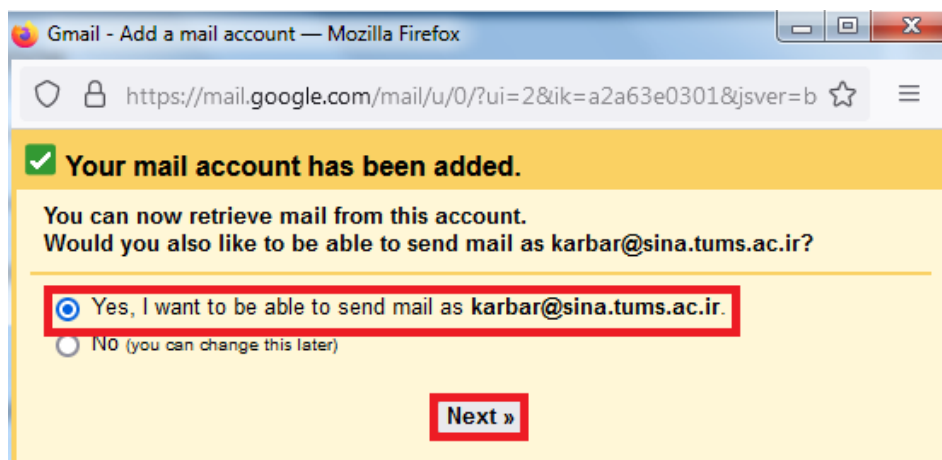 Gmail - Add a mail account — Mozilla Firefox
https://mail.google.com/mail/u/0/?ui=2&ik=a2a63e0301&jsver=b
Your mail account has been added.
You can now retrieve mail from this account.
Would you also like to be able to send mail as karbar@sina.tums.ac.ir?
Yes, I want to be able to send mail as karbar@sina.tums.ac.ir.
No (you can change this later)
Next »